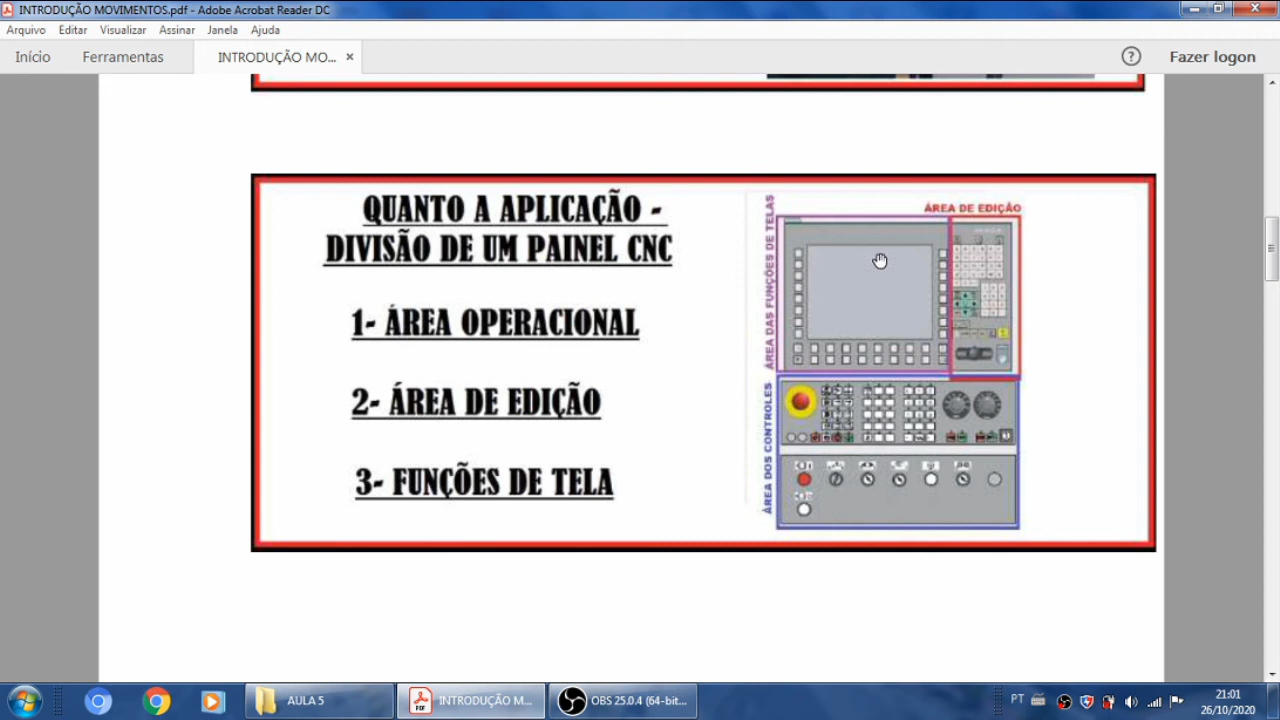 INTRODUÇÃO MOVIMENTOS.pdf - Adobe Acrobat Reader DC
Arquivo Editar Visualizar Assinar Janela Ajuda
Início Ferramentas INTRODUÇÃO MO... × ? Fazer logon
QUANTO A APLICAÇÃO -
DIVISÃO DE UM PAINEL CNC
1- ÁREA OPERACIONAL
2- ÁREA DE EDIÇÃO
3- FUNÇÕES DE TELA
ÁREA DE EDIÇÃO
ÁREA DAS FUNÇÕES DE TELAS
ÁREA DOS CONTROLES
AULA 5
INTRODUÇÃO M...
OBS 25.0.4 (64-bit...
PT
21:01
26/10/2020